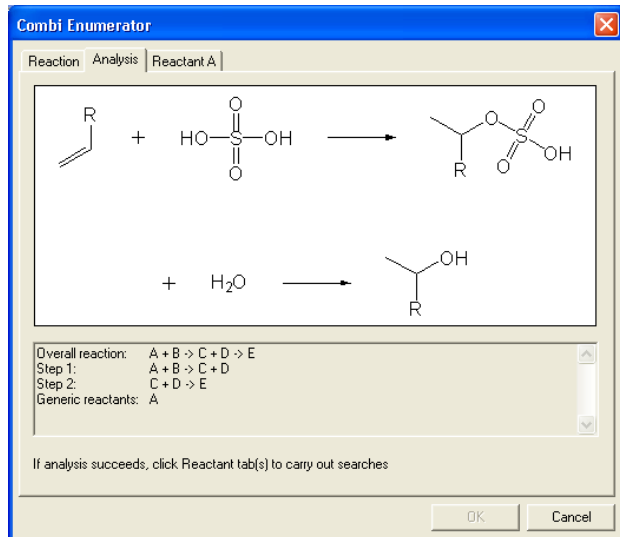 Combi Enumerator
Reaction Analysis Reactant A
R
+ HO S OH
O
O
O
O
S
O
OH
R
+ H₂O
OH
R
Overall reaction: A + B -> C + D -> E
Step 1: A + B -> C + D
Step 2: C + D -> E
Generic reactants: A
If analysis succeeds, click Reactant tab(s) to carry out searches
OK Cancel